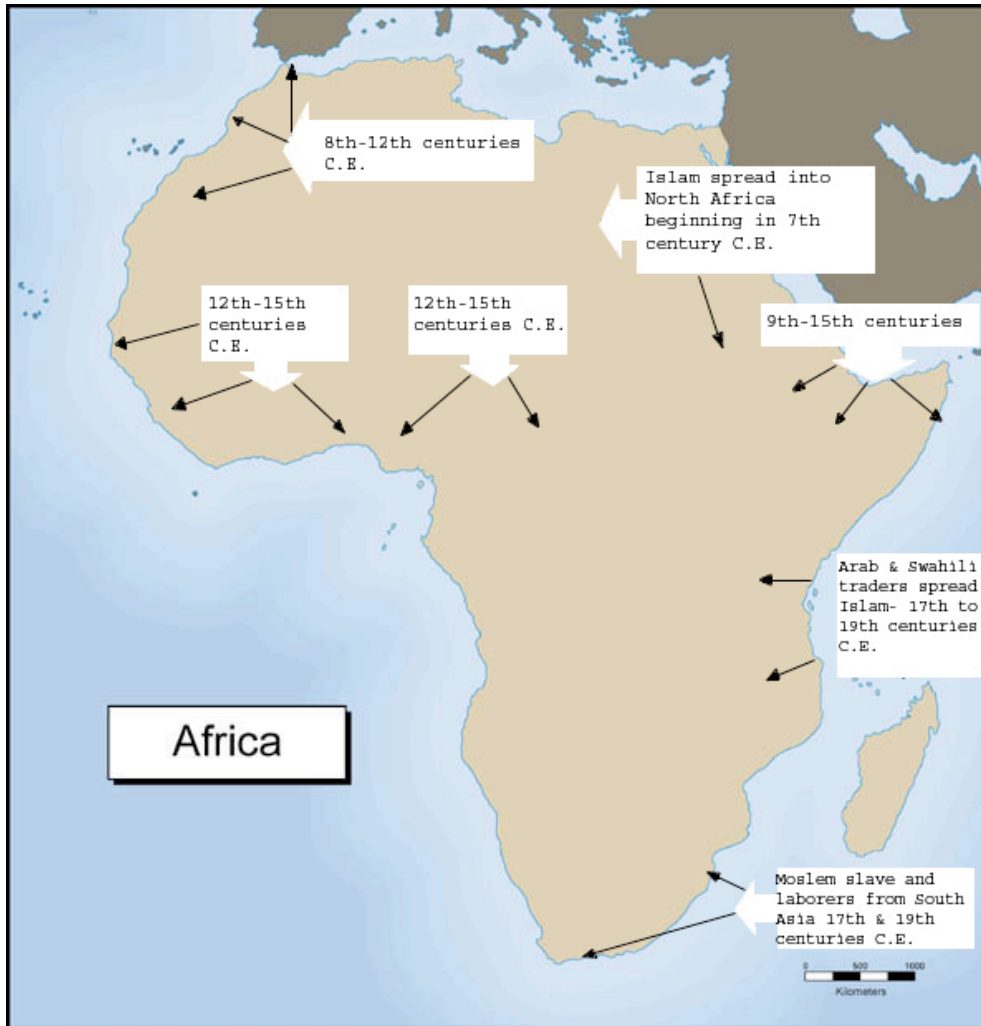 8th-12th centuries
C.E.
Islam spread into
North Africa
beginning in 7th
century C.E.
12th-15th
centuries
C.E.
12th-15th
centuries C.E.
9th-15th centuries
Arab & Swahili
traders spread
Islam- 17th to
19th centuries
C.E.
Africa
Moslem slave and
laborers from South
Asia 17th & 19th
centuries C.E.
0 500 1000
Kilometers